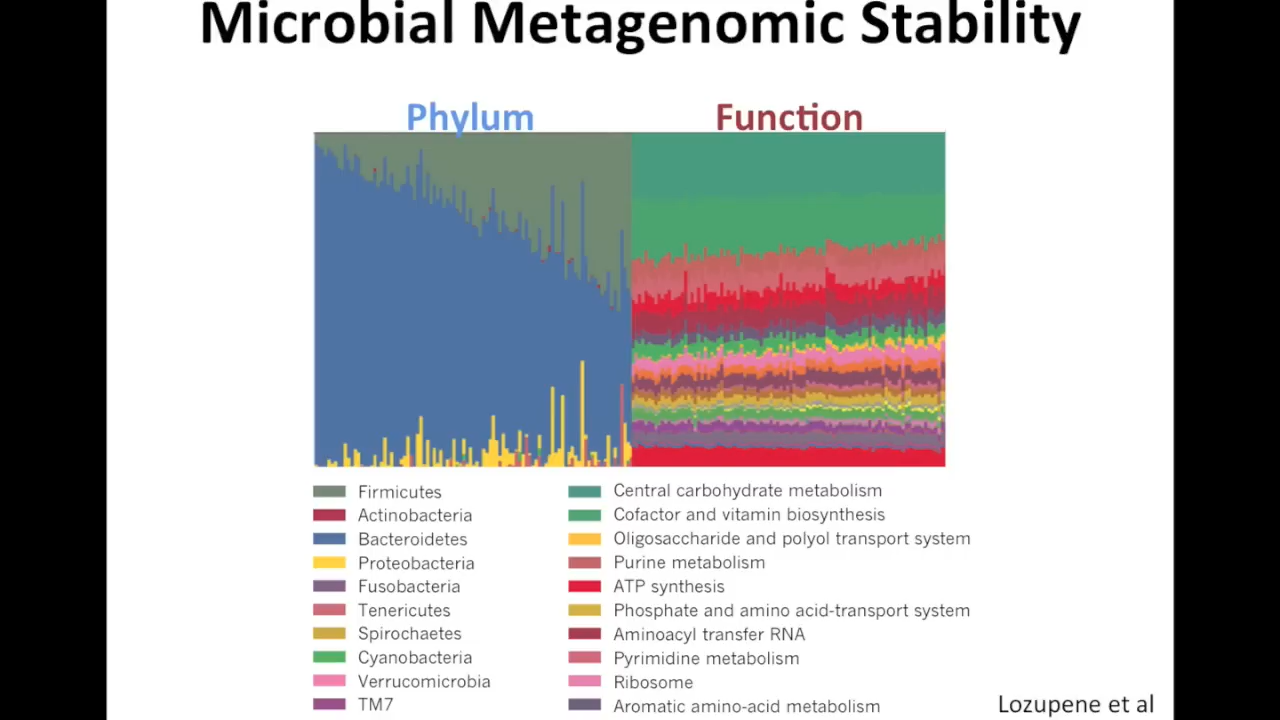 Microbial Metagenomic Stability
Phylum
Function
Firmicutes
Actinobacteria
Bacteroidetes
Proteobacteria
Fusobacteria
Tenericutes
Spirochaetes
Cyanobacteria
Verrucomicrobia
TM7
Central carbohydrate metabolism
Cofactor and vitamin biosynthesis
Oligosaccharide and polyol transport system
Purine metabolism
ATP synthesis
Phosphate and amino acid-transport system
Aminoacyl transfer RNA
Pyrimidine metabolism
Ribosome
Aromatic amino-acid metabolism
Lozupene et al